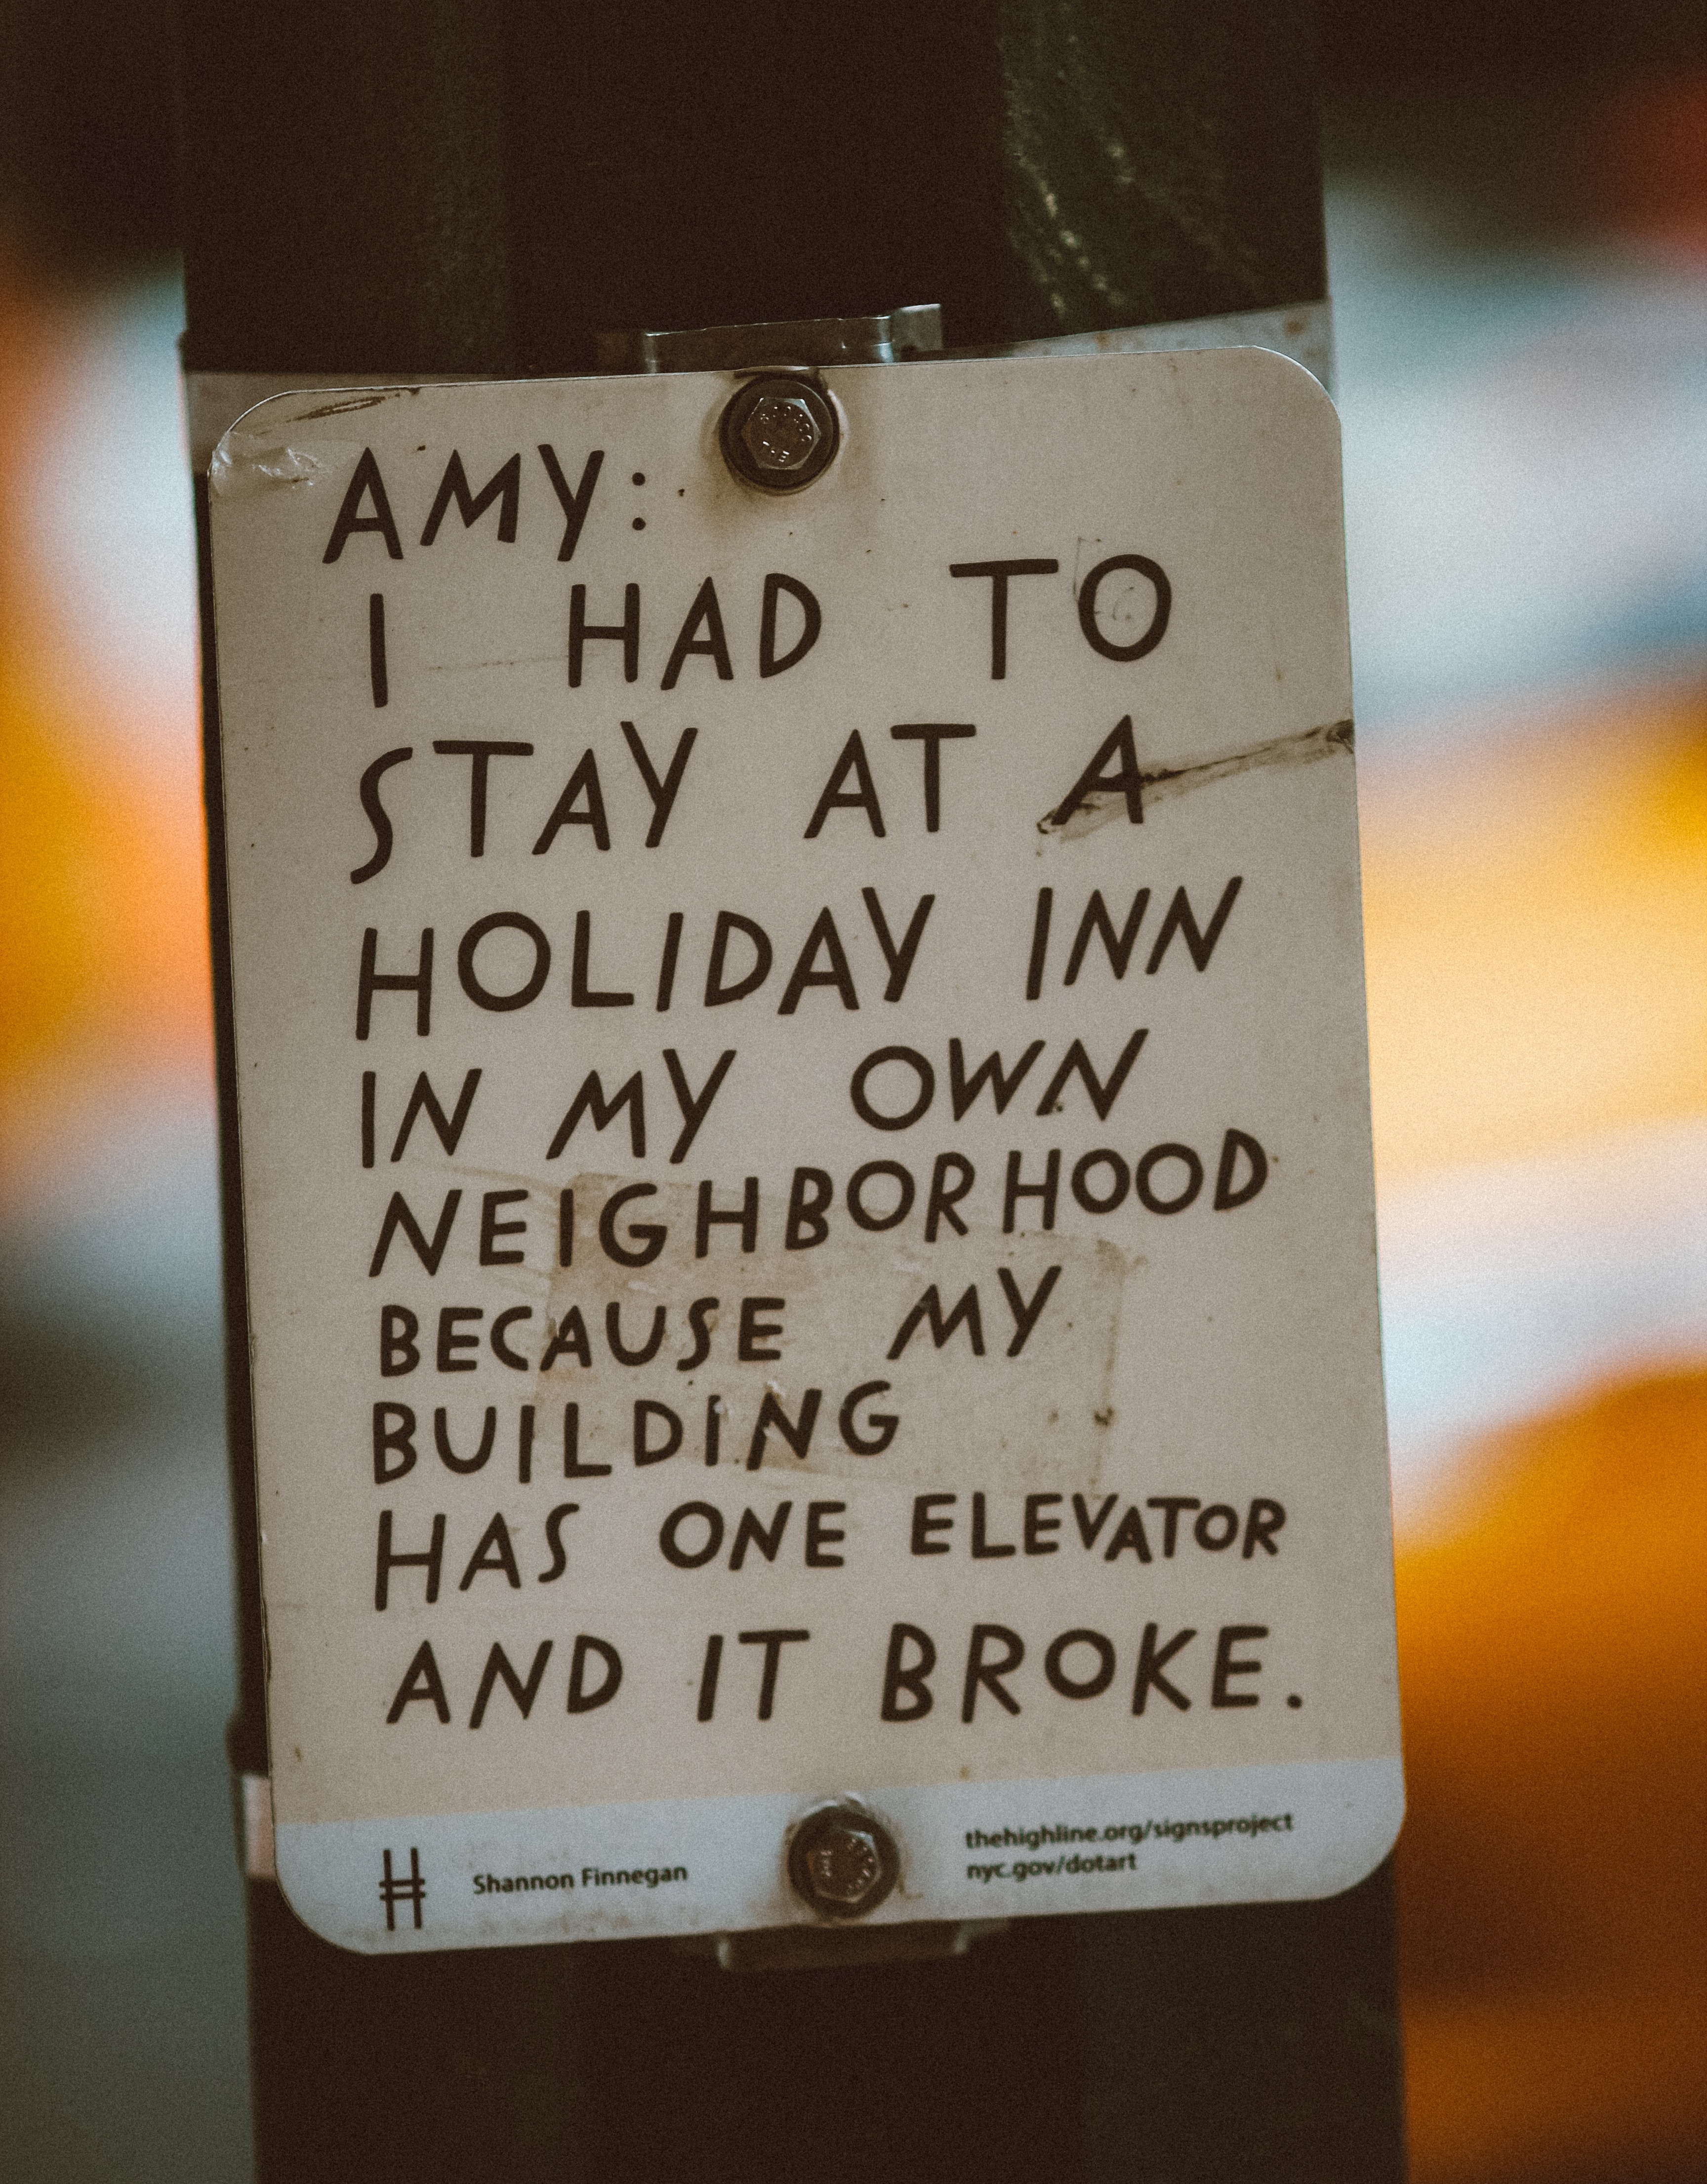 AMY:
I HAD TO
STAY AT A
HOLIDAY INN
IN MY OWN
NEIGHBORHOOD
BECAUSE MY
BUILDING
HAS ONE ELEVATOR
AND IT BROKE.
Shannon Finnegan
thehighline.org/signsproject
nyc.gov/dotart